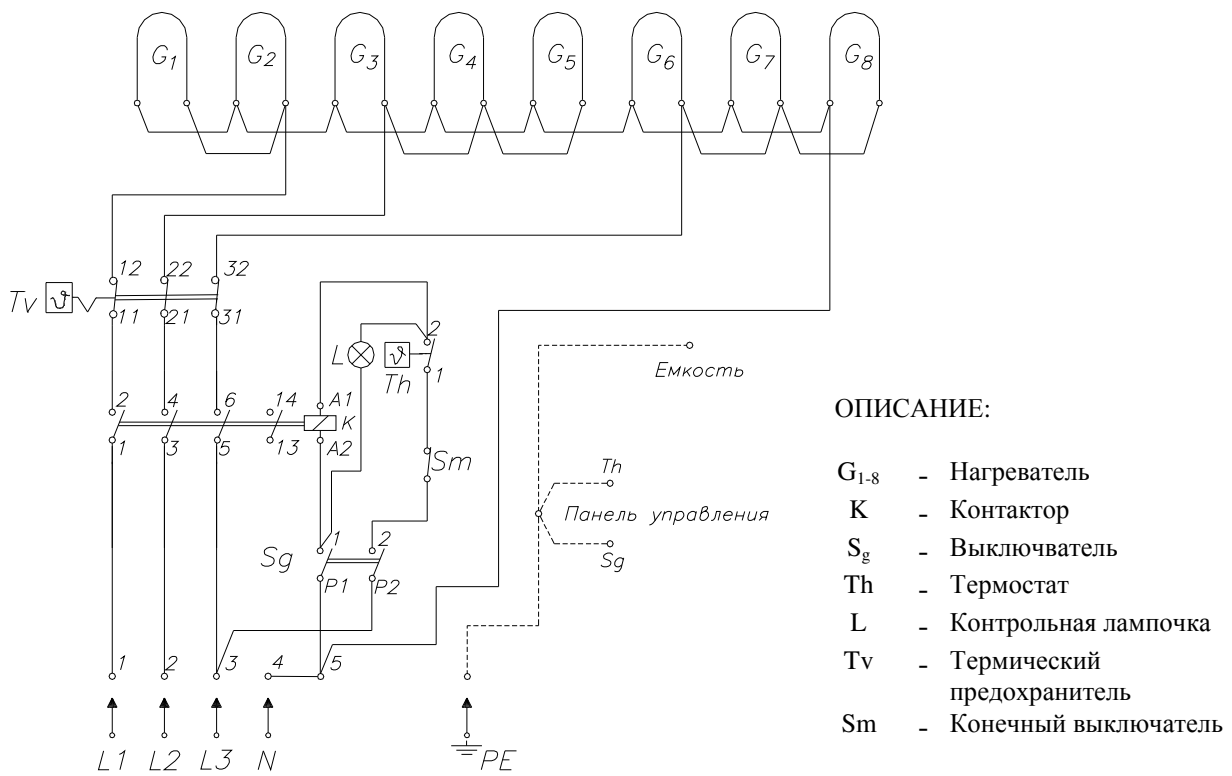 G1 G2 G3 G4 G5 G6 G7 G8
12 22 32
Tv ϑ
11 21 31
2
L ϑ
Th 1
Емкость
2 4 6 14 A1
K
1 3 5 13 A2
Sm
Th
Панель управления
Sg
1 2
Sg
P1 P2
1 2 3 4 5
L1 L2 L3 N PE
ОПИСАНИЕ:
G1-8 - Нагреватель
K - Контактор
Sg - Выключватель
Th - Термостат
L - Контрольная лампочка
Tv - Термический
предохранитель
Sm - Конечный выключатель